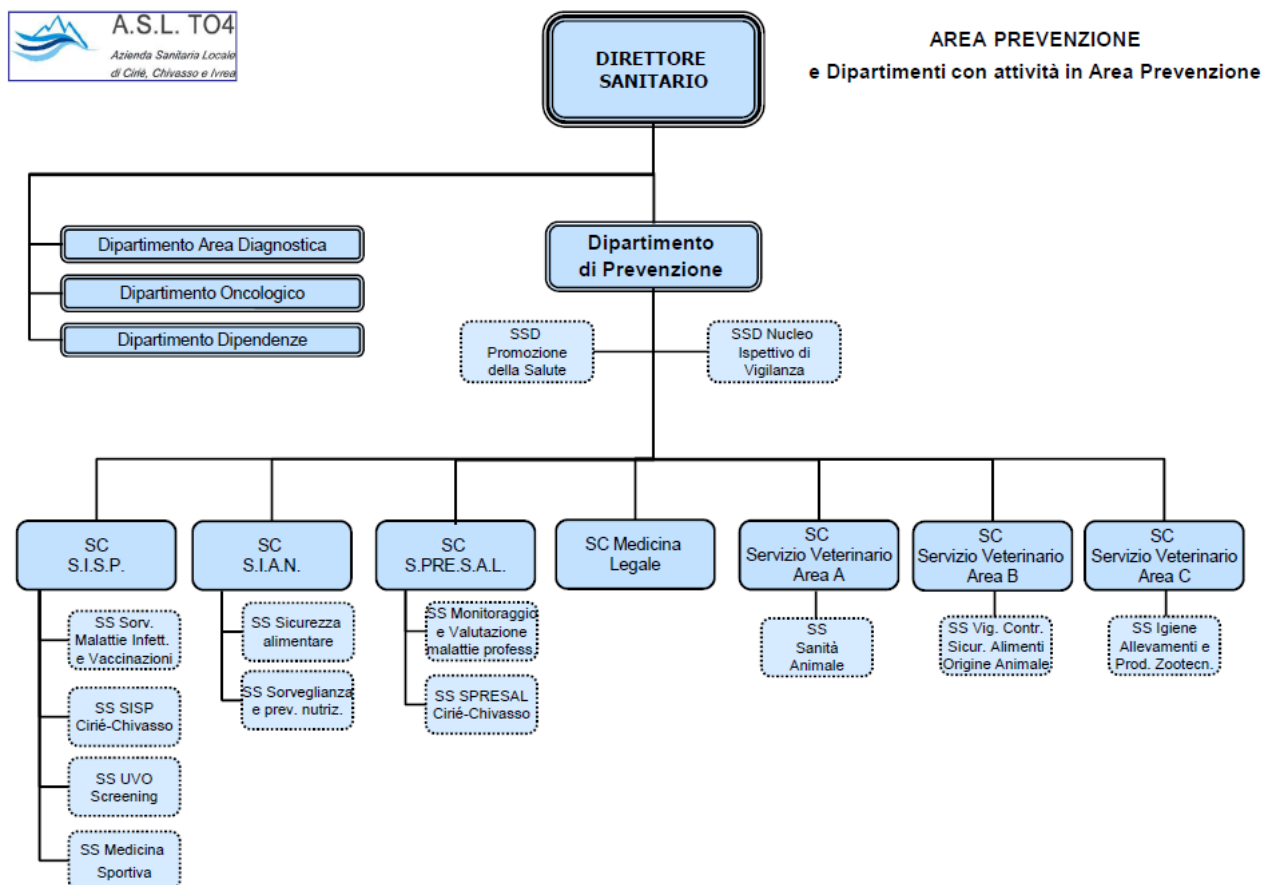 A.S.L. TO4
Azienda Sanitaria Locale
di Cirié, Chivasso e Ivrea
DIRETTORE
SANITARIO
AREA PREVENZIONE
e Dipartimenti con attività in Area Prevenzione
Dipartimento Area Diagnostica
Dipartimento Oncologico
Dipartimento Dipendenze
Dipartimento
di Prevenzione
SSD
Promozione
della Salute
SSD Nucleo
Ispettivo di
Vigilanza
SC
S.I.S.P.
SC
S.I.A.N.
SC
S.PRE.S.A.L.
SC Medicina
Legale
SC
Servizio Veterinario
Area A
SC
Servizio Veterinario
Area B
SC
Servizio Veterinario
Area C
SS Sorv.
Malattie Infett.
e Vaccinazioni
SS SISP
Cirié-Chivasso
SS UVO
Screening
SS Medicina
Sportiva
SS Sicurezza
alimentare
SS Sorveglianza
e prev. nutriz.
SS Monitoraggio
e Valutazione
malattie profess.
SS SPRESAL
Cirié-Chivasso
SS
Sanità
Animale
SS Vig. Contr.
Sicur. Alimenti
Origine Animale
SS Igiene
Allevamenti e
Prod. Zootecn.